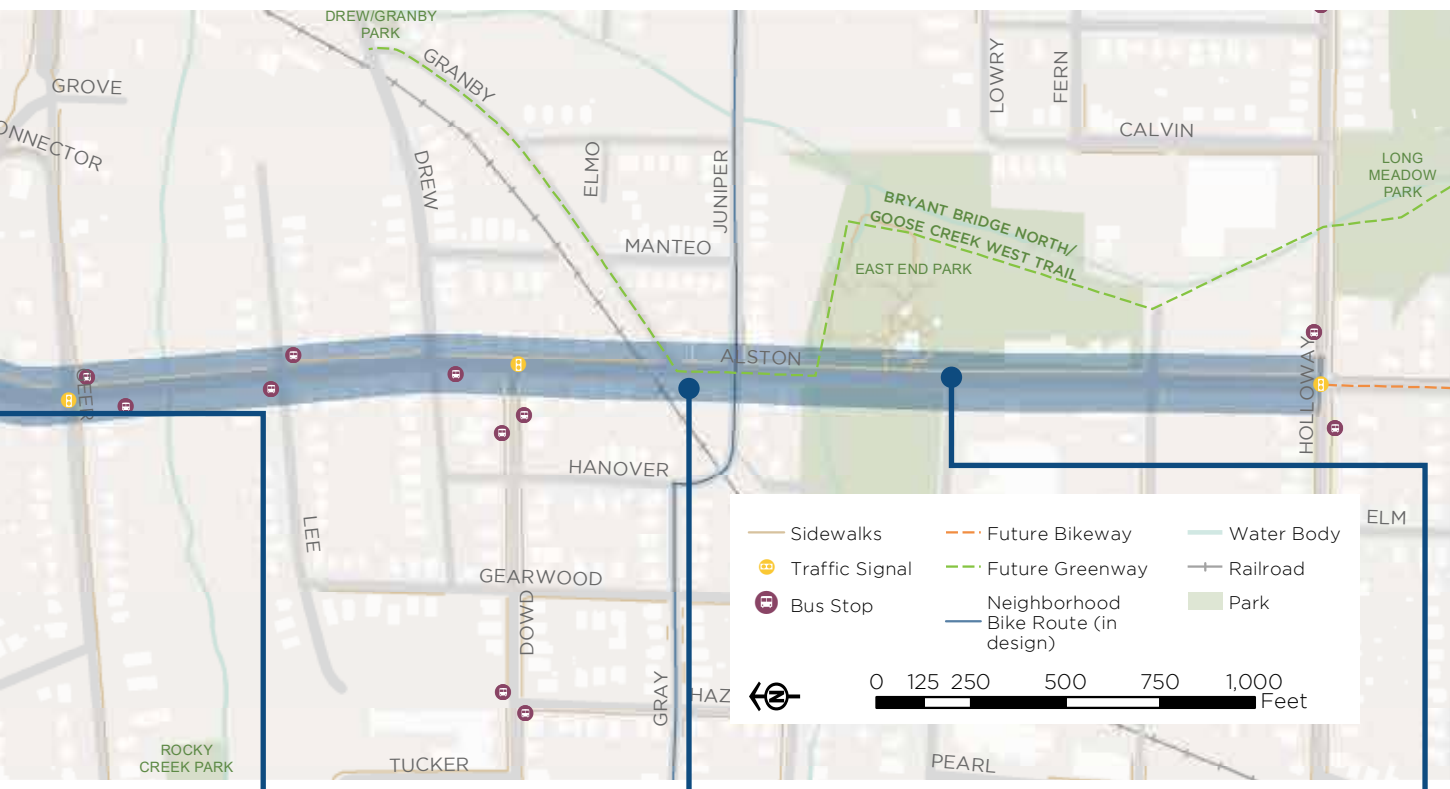 DREW/GRANBY
PARK
GRANBY
GROVE
ONNECTOR
DREW
ELMO
JUNIPER
MANTEO
LOWRY
FERN
CALVIN
LONG
MEADOW
PARK
BRYANT BRIDGE NORTH/
GOOSE CREEK WEST TRAIL
EAST END PARK
ALSTON
HOLLOWAY
HANOVER
LEE
GEARWOOD
DOWD
GRAY
HAZ
ELM
ROCKY
CREEK PARK
TUCKER
PEARL
Sidewalks
Traffic Signal
Bus Stop
Future Bikeway
Future Greenway
Neighborhood
Bike Route (in
design)
Water Body
Railroad
Park
N
0 125 250 500 750 1,000
Feet